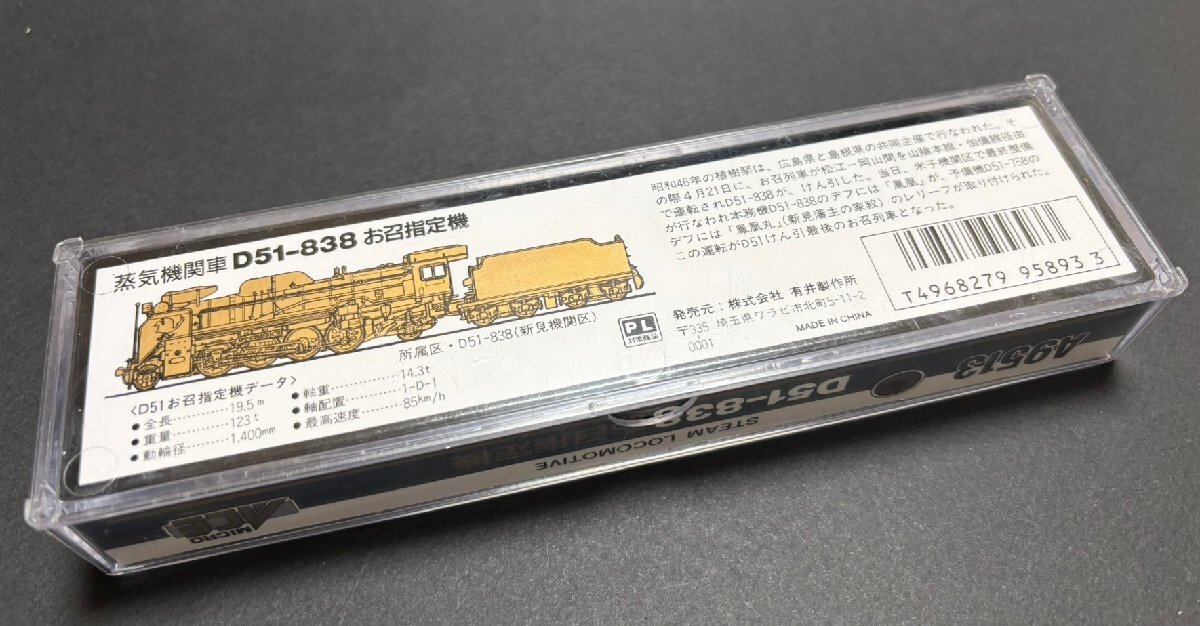 蒸気機関車 D51-838 お召指定機
所属区・D51-838(新見機関区)
〈D51お召指定機データ〉
●全長…………19.5m
●重量…………123t
●動輪径………1,400mm
●軸重…………14.3t
●軸配置………1-D-1
●最高速度……85km/h
昭和46年の植樹祭は、広島県と島根県の共同主催で行なわれた。そ
の際4月21日に、お召列車が松江ー岡山間を山陰本線・伯備線経由
で運転されD51-838が、けん引した。当日、米子機関区で最終整備
が行なわれ本務機D51-838のデフには「鳳凰」が、予備機D51-758の
デフには「鳳凰丸」(新見藩主の家紋)のレリーフが取り付けられた。
この運転がD51けん引最後のお召列車となった。
PL
対策商品
発売元：株式会社 有井製作所
〒335 埼玉県ワラビ市北町5-11-2
0001
MADE IN CHINA
T4968279 95893 3
A9513
D51-838
お召指定機
STEAM LOCOMOTIVE
MICRO
ACE